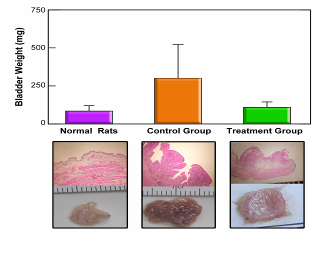 Bladder Weight (mg)
750
500
250
0
Normal Rats
Control Group
Treatment Group